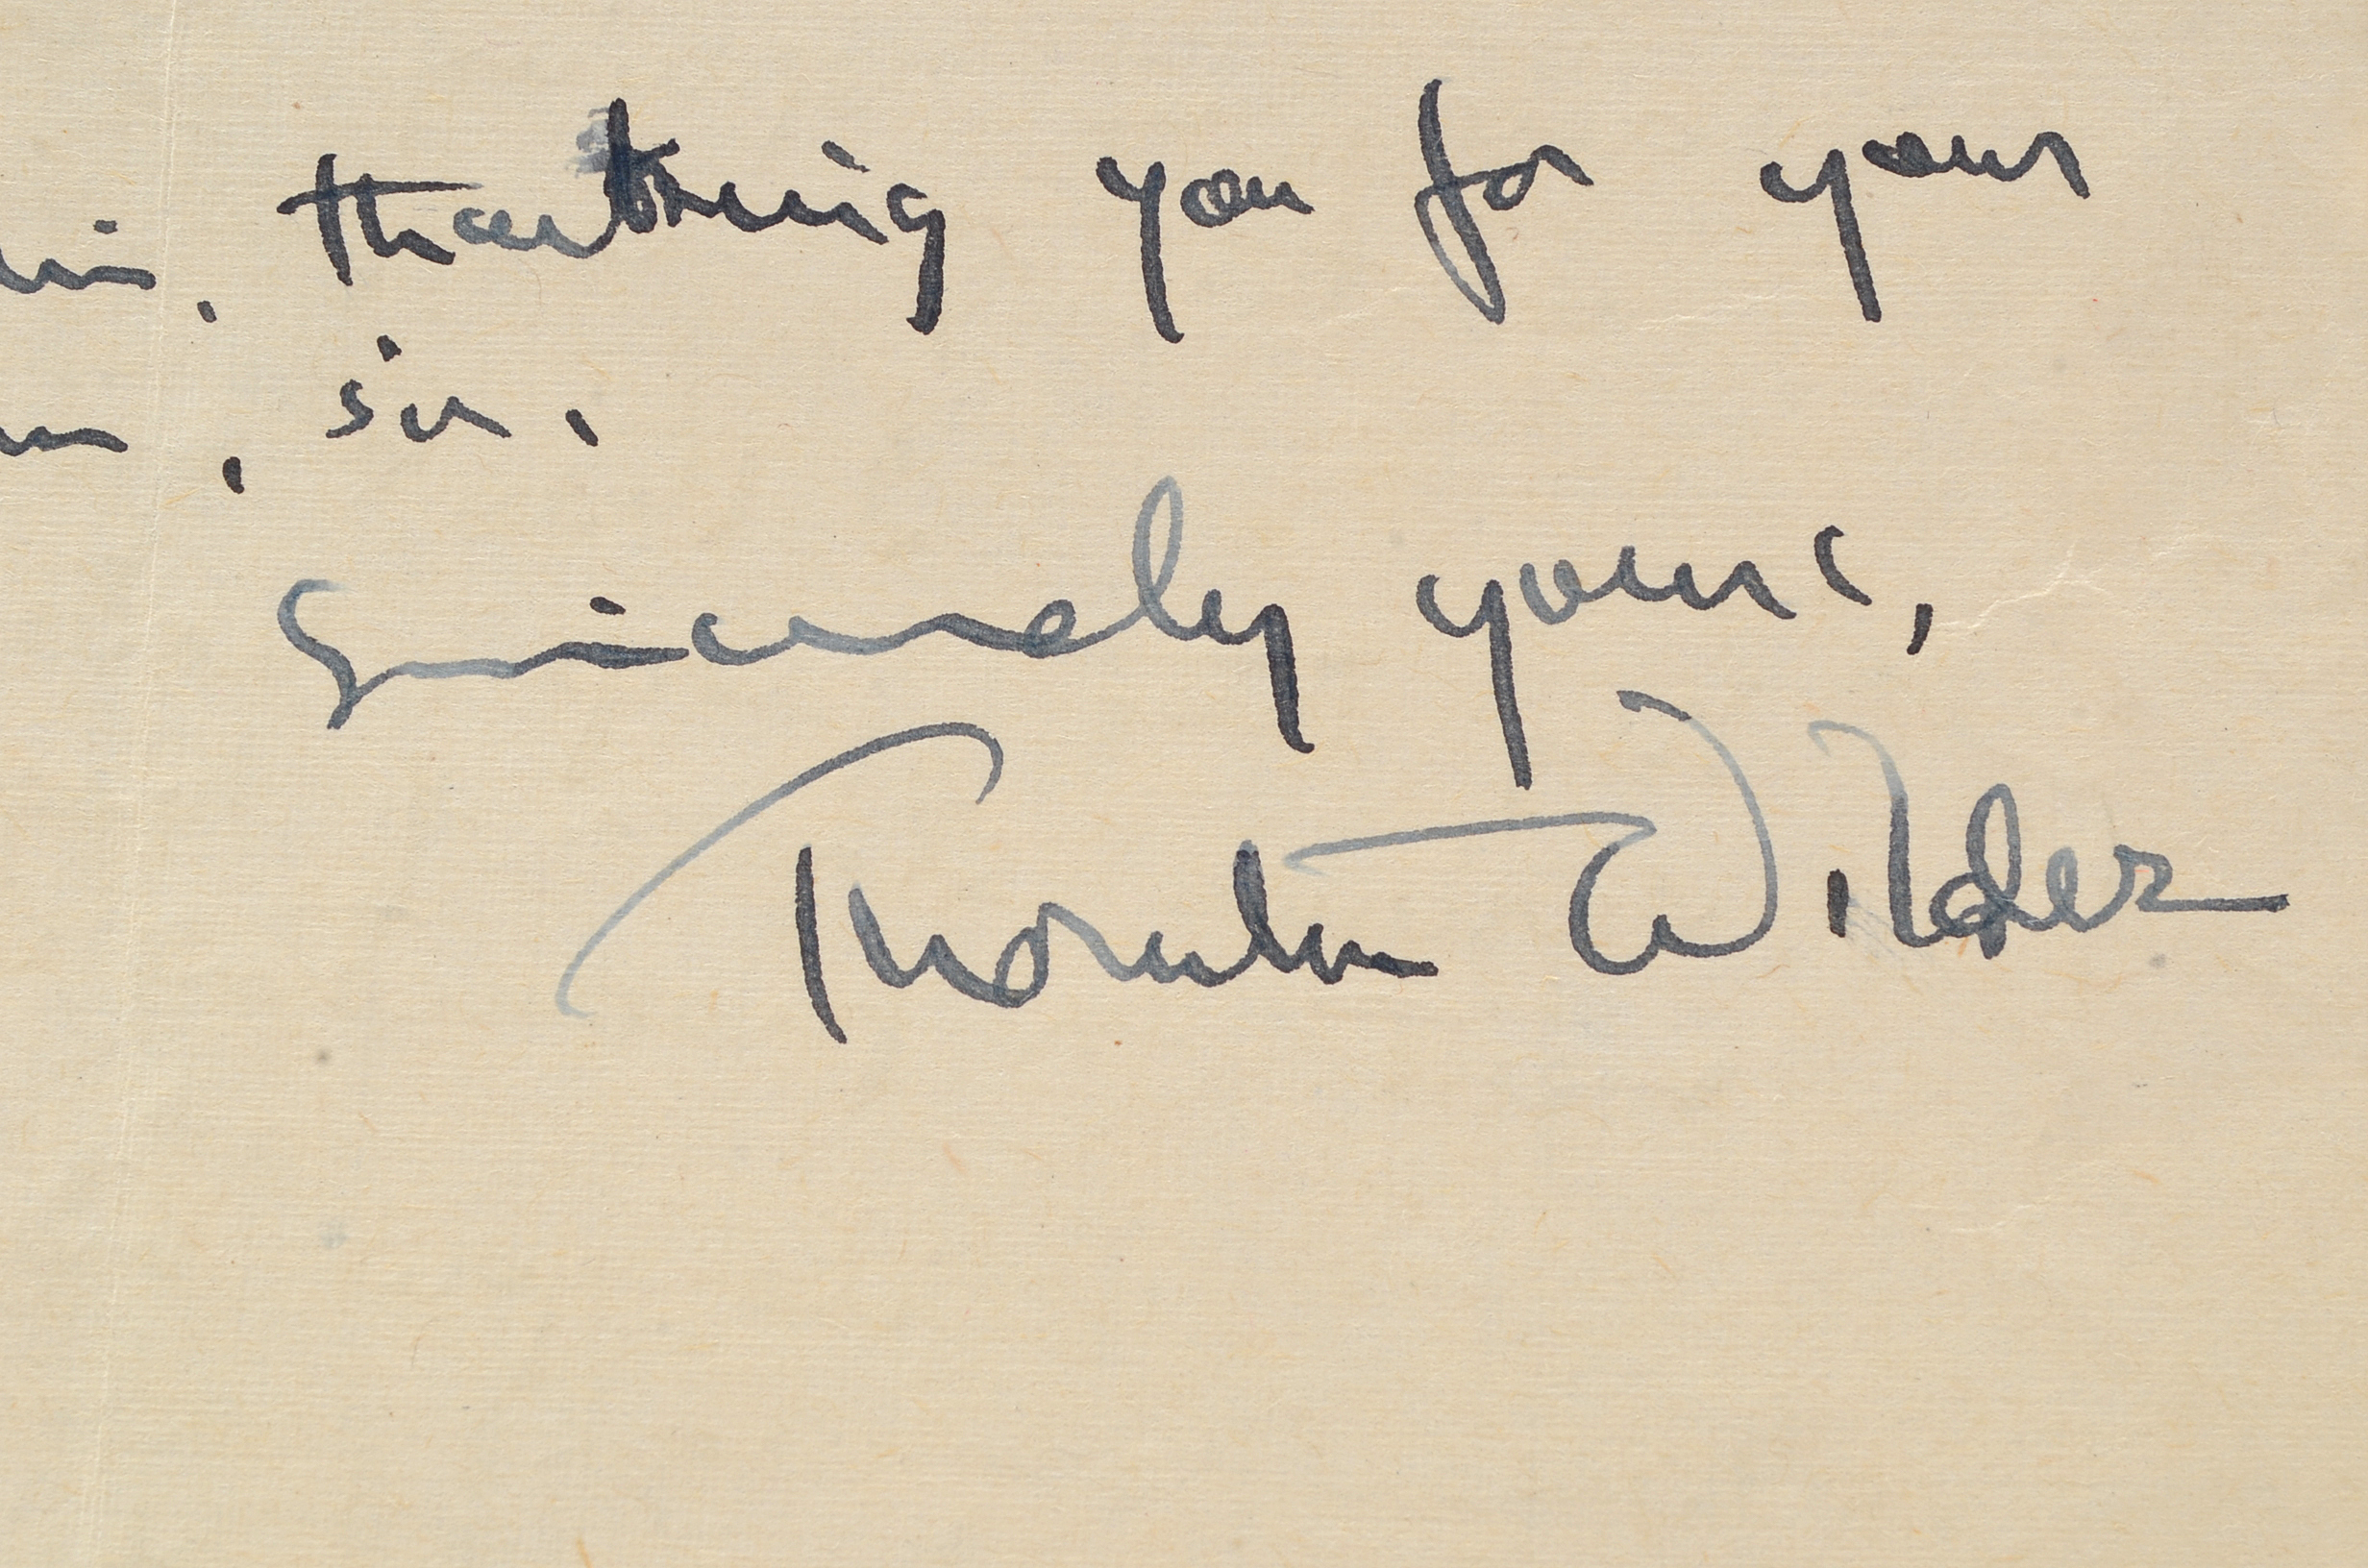 , thanking you for your
, sir.
Sincerely yours,
Thornton Wilder